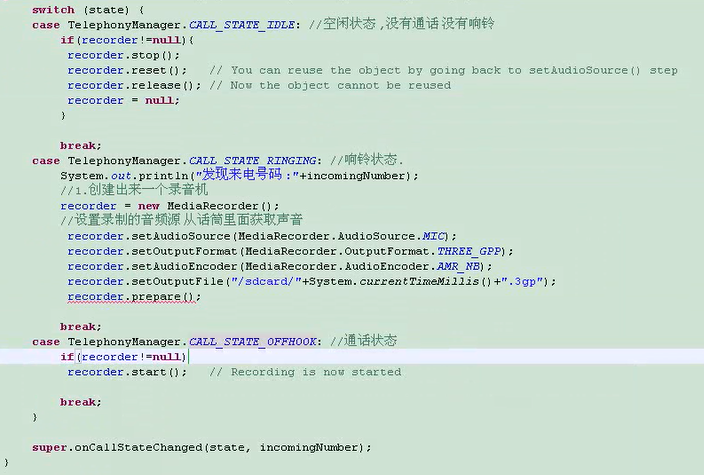 switch (state) {
case TelephonyManager.CALL_STATE_IDLE: //空闲状态,没有通话没有响铃
if(recorder!=null){
recorder.stop();
recorder.reset(); // You can reuse the object by going back to setAudioSource() step
recorder.release(); // Now the object cannot be reused
recorder = null;
}
break;
case TelephonyManager.CALL_STATE_RINGING: //响铃状态.
System.out.println("发现来电号码:"+incomingNumber);
//1.创建出来一个录音机
recorder = new MediaRecorder();
//设置录制的音频源 从话筒里面获取声音
recorder.setAudioSource(MediaRecorder.AudioSource.MIC);
recorder.setOutputFormat(MediaRecorder.OutputFormat.THREE_GPP);
recorder.setAudioEncoder(MediaRecorder.AudioEncoder.AMR_NB);
recorder.setOutputFile("/sdcard/"+System.currentTimeMillis()+".3gp");
recorder.prepare();
break;
case TelephonyManager.CALL_STATE_OFFHOOK: //通话状态
if(recorder!=null)
recorder.start(); // Recording is now started
break;
}
super.onCallStateChanged(state, incomingNumber);
}